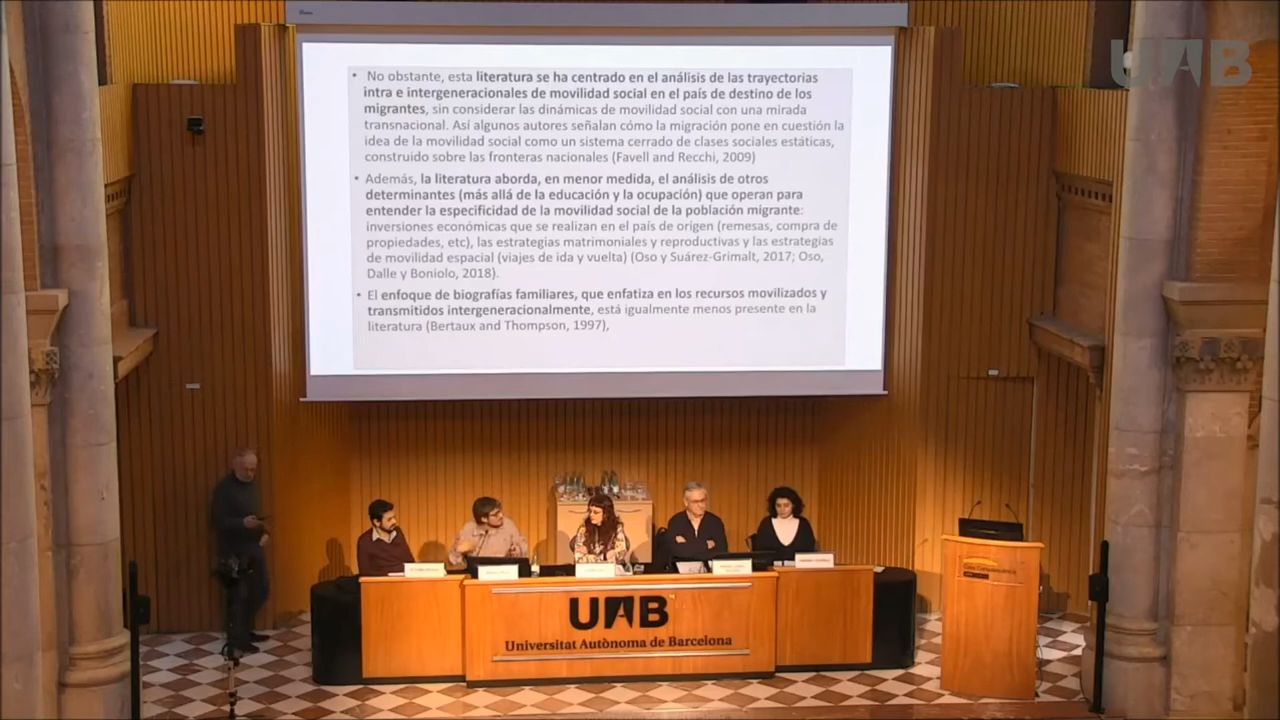 UAB
• No obstante, esta literatura se ha centrado en el análisis de las trayectorias
intra e intergeneracionales de movilidad social en el país de destino de los
migrantes, sin considerar las dinámicas de movilidad social con una mirada
transnacional. Así algunos autores señalan cómo la migración pone en cuestión la
idea de la movilidad social como un sistema cerrado de clases sociales estáticas,
construido sobre las fronteras nacionales (Favell and Recchi, 2009)
• Además, la literatura aborda, en menor medida, el análisis de otros
determinantes (más allá de la educación y la ocupación) que operan para
entender la especificidad de la movilidad social de la población migrante:
inversiones económicas que se realizan en el país de origen (remesas, compra de
propiedades, etc), las estrategias matrimoniales y reproductivas y las estrategias
de movilidad espacial (viajes de ida y vuelta) (Oso y Suárez-Grimalt, 2017; Oso,
Dalle y Boniolo, 2018).
• El enfoque de biografías familiares, que enfatiza en los recursos movilizados y
transmitidos intergeneracionalmente, está igualmente menos presente en la
literatura (Bertaux and Thompson, 1997),
UAB
Universitat Autònoma de Barcelona